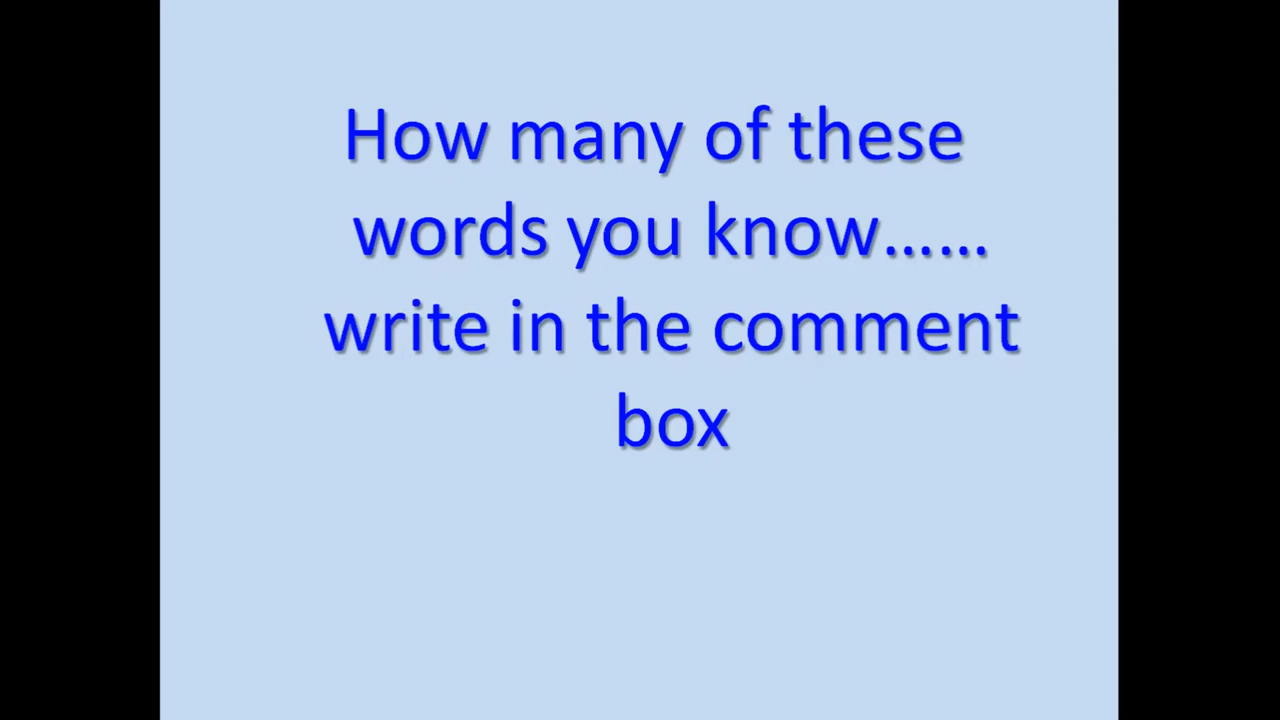 How many of these
words you know……
write in the comment
box